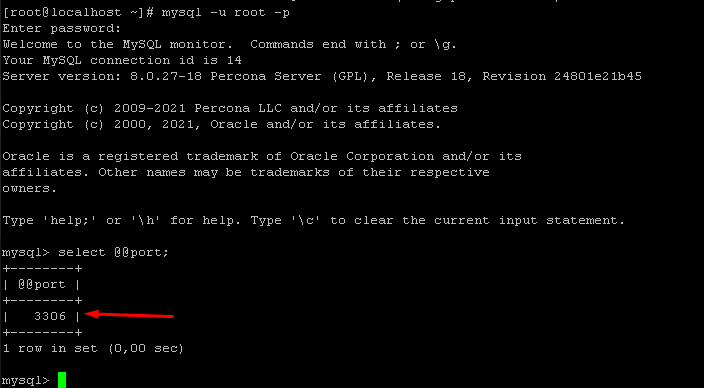 [root@localhost ~]# mysql -u root -p
Enter password:
Welcome to the MySQL monitor.  Commands end with ; or \g.
Your MySQL connection id is 14
Server version: 8.0.27-18 Percona Server (GPL), Release 18, Revision 24801e21b45
Copyright (c) 2009-2021 Percona LLC and/or its affiliates
Copyright (c) 2000, 2021, Oracle and/or its affiliates.
Oracle is a registered trademark of Oracle Corporation and/or its
affiliates. Other names may be trademarks of their respective
owners.
Type 'help;' or '\h' for help. Type '\c' to clear the current input statement.
mysql> select @@port;
+--------+
| @@port |
+--------+
|   3306 |
+--------+
1 row in set (0,00 sec)
mysql>